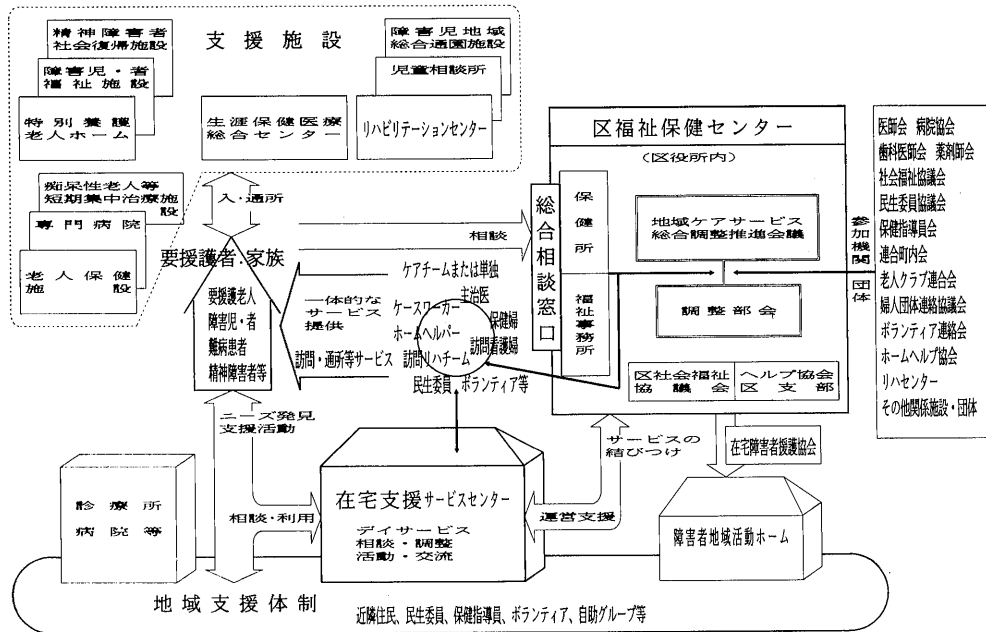 支援施設
精神障害者
社会復帰施設
障害児・者
福祉施設
特別養護
老人ホーム
生涯保健医療
総合センター
障害児地域
総合通園施設
児童相談所
リハビリテーションセンター
痴呆性老人等
短期集中治療施
設
専門病院
老人保健
施設
入・通所
要援護者・家族
要援護老人
障害児・者
難病患者
精神障害者等
相談
ケアチームまたは単独
一体的な
サービス
提供
訪問・通所等サービス
主治医
ケースワーカー
保健婦
ホームヘルパー
訪問看護婦
訪問リハチーム
民生委員、ボランティア等
区福祉保健センター
(区役所内)
総合相談窓口
保健所
福祉事務所
地域ケアサービス
総合調整推進会議
調整部会
区社会福祉
協議会
ヘルプ協会
区支部
参加機関・団体
医師会 病院協会
歯科医師会 薬剤師会
社会福祉協議会
民生委員協議会
保健指導員会
連合町内会
老人クラブ連合会
婦人団体連絡協議会
ボランティア連絡会
ホームヘルプ協会
リハセンター
その他関係施設・団体
ニーズ発見
支援活動
サービスの
結びつけ
在宅障害者援護協会
診療所
病院等
相談・利用
在宅支援サービスセンター
デイサービス
相談・調整
活動・交流
運営支援
障害者地域活動ホーム
地域支援体制
近隣住民、民生委員、保健指導員、ボランティア、自助グループ等